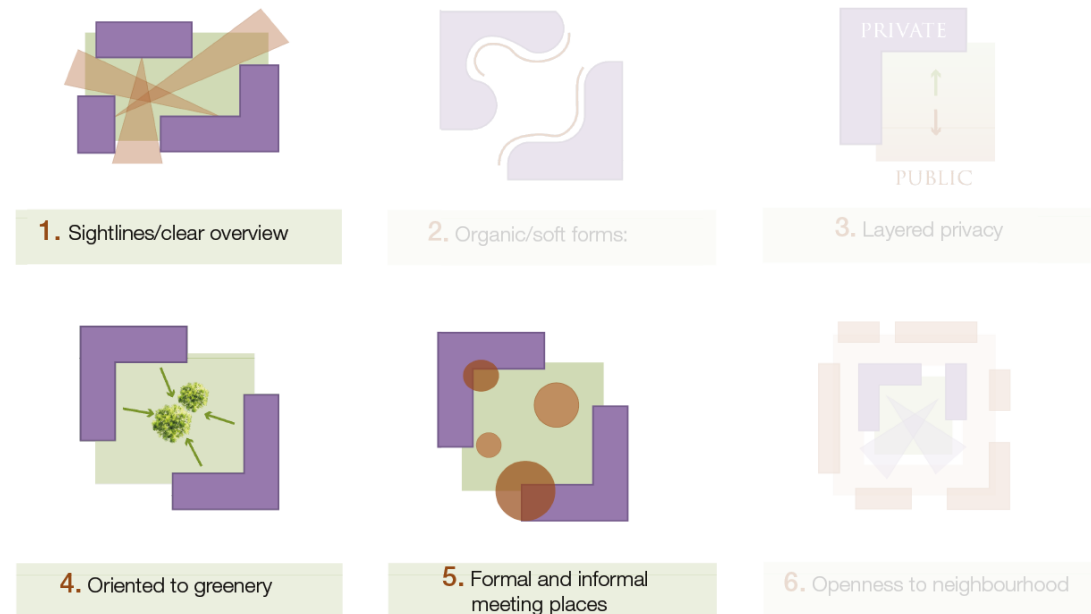 PRIVATE
PUBLIC
1. Sightlines/clear overview
2. Organic/soft forms:
3. Layered privacy
4. Oriented to greenery
5. Formal and informal
meeting places
6. Openness to neighbourhood